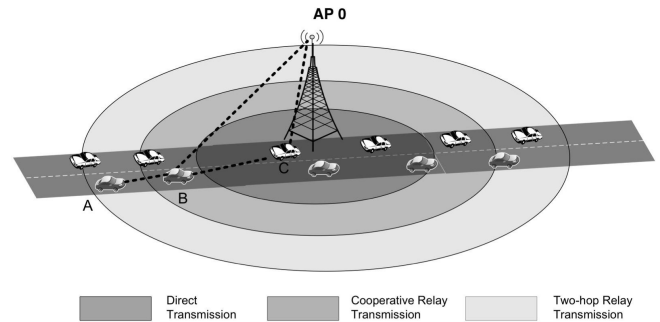 AP 0
C
A
B
Direct
Transmission
Cooperative Relay
Transmission
Two-hop Relay
Transmission